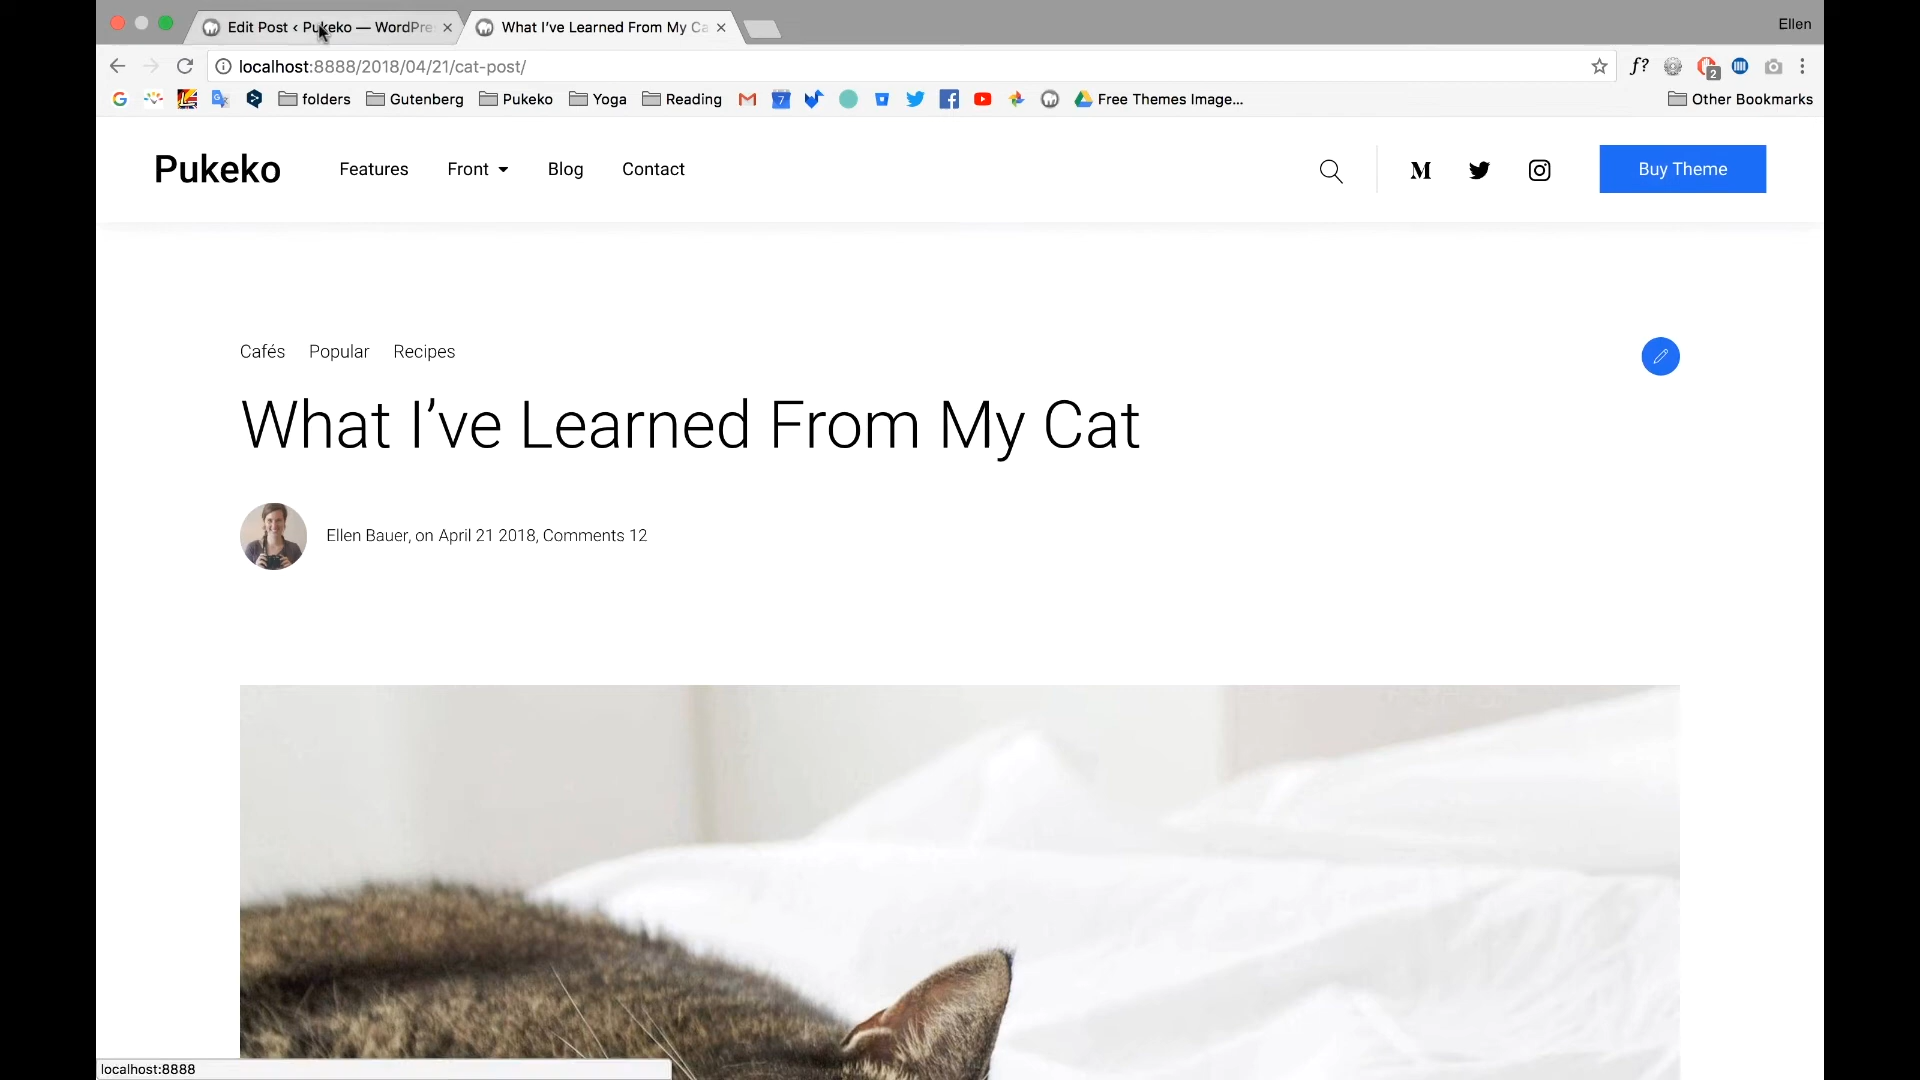 Edit Post ‹ Pukeko — WordPre
What I’ve Learned From My Ca
Ellen
localhost:8888/2018/04/21/cat-post/
f?
2
folders Gutenberg Pukeko Yoga Reading 7 Free Themes Image... Other Bookmarks
Pukeko Features Front Blog Contact M Buy Theme
Cafés Popular Recipes
What I’ve Learned From My Cat
Ellen Bauer, on April 21 2018, Comments 12
localhost:8888